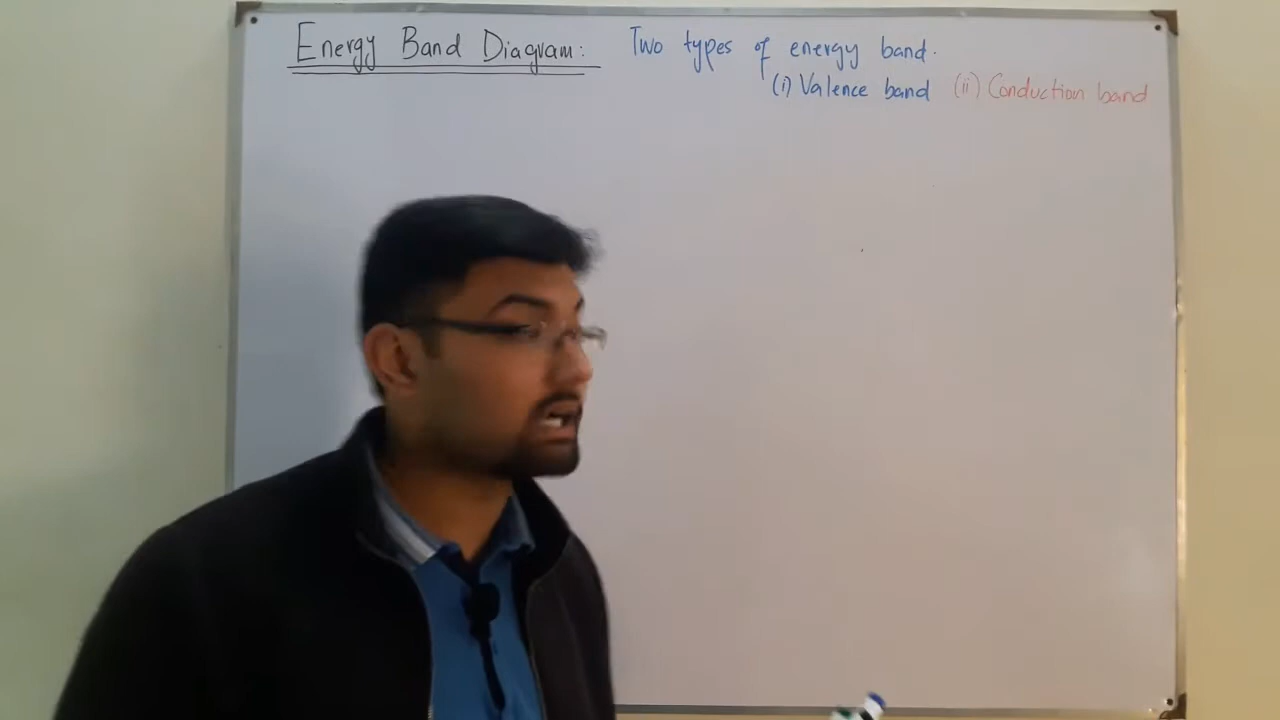 Energy Band Diagram: Two types of energy band.
(i) Valence band (ii) Conduction band